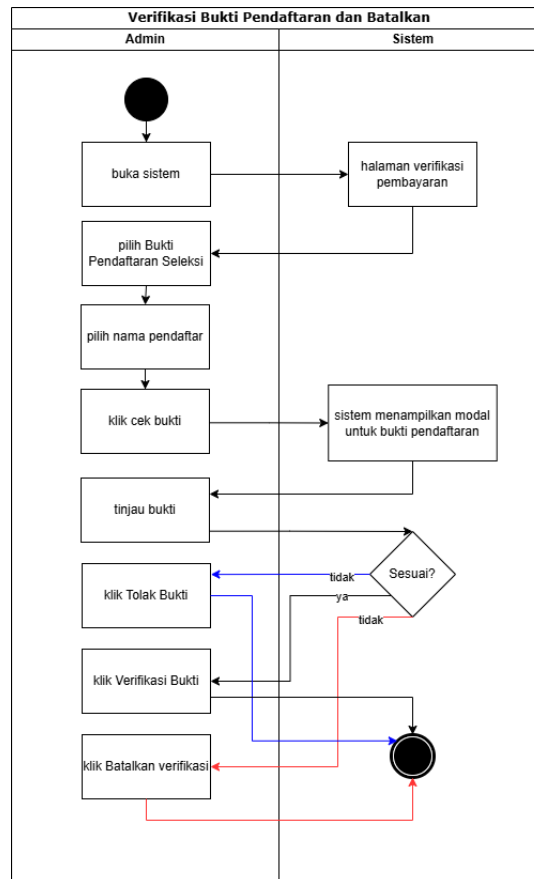 Verifikasi Bukti Pendaftaran dan Batalkan
Admin
Sistem
buka sistem
halaman verifikasi
pembayaran
pilih Bukti
Pendaftaran Seleksi
pilih nama pendaftar
klik cek bukti
sistem menampilkan modal
untuk bukti pendaftaran
tinjau bukti
Sesuai?
tidak
klik Tolak Bukti
ya
tidak
klik Verifikasi Bukti
klik Batalkan verifikasi